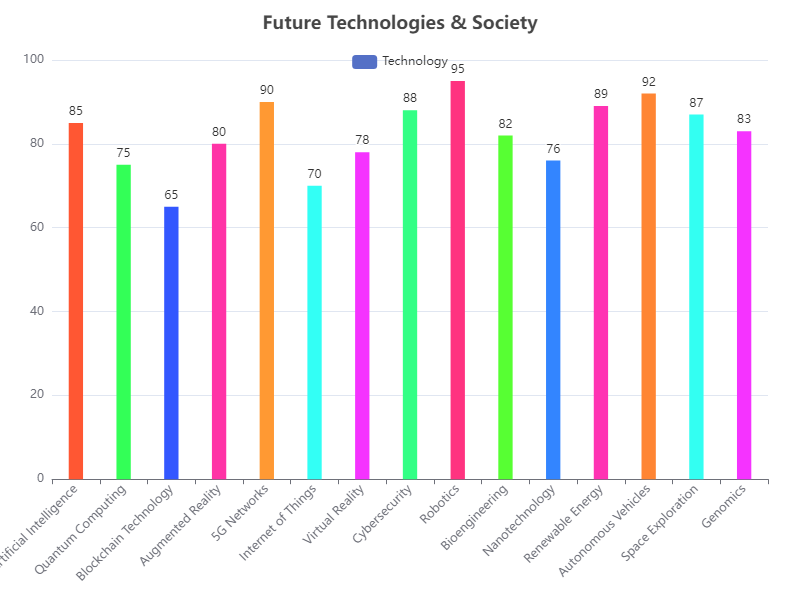 Future Technologies & Society
Technology
100
80
60
40
20
0
85
75
65
80
90
70
78
88
95
82
76
89
92
87
83
rtificial Intelligence
Quantum Computing
Blockchain Technology
Augmented Reality
5G Networks
Internet of Things
Virtual Reality
Cybersecurity
Robotics
Bioengineering
Nanotechnology
Renewable Energy
Autonomous Vehicles
Space Exploration
Genomics